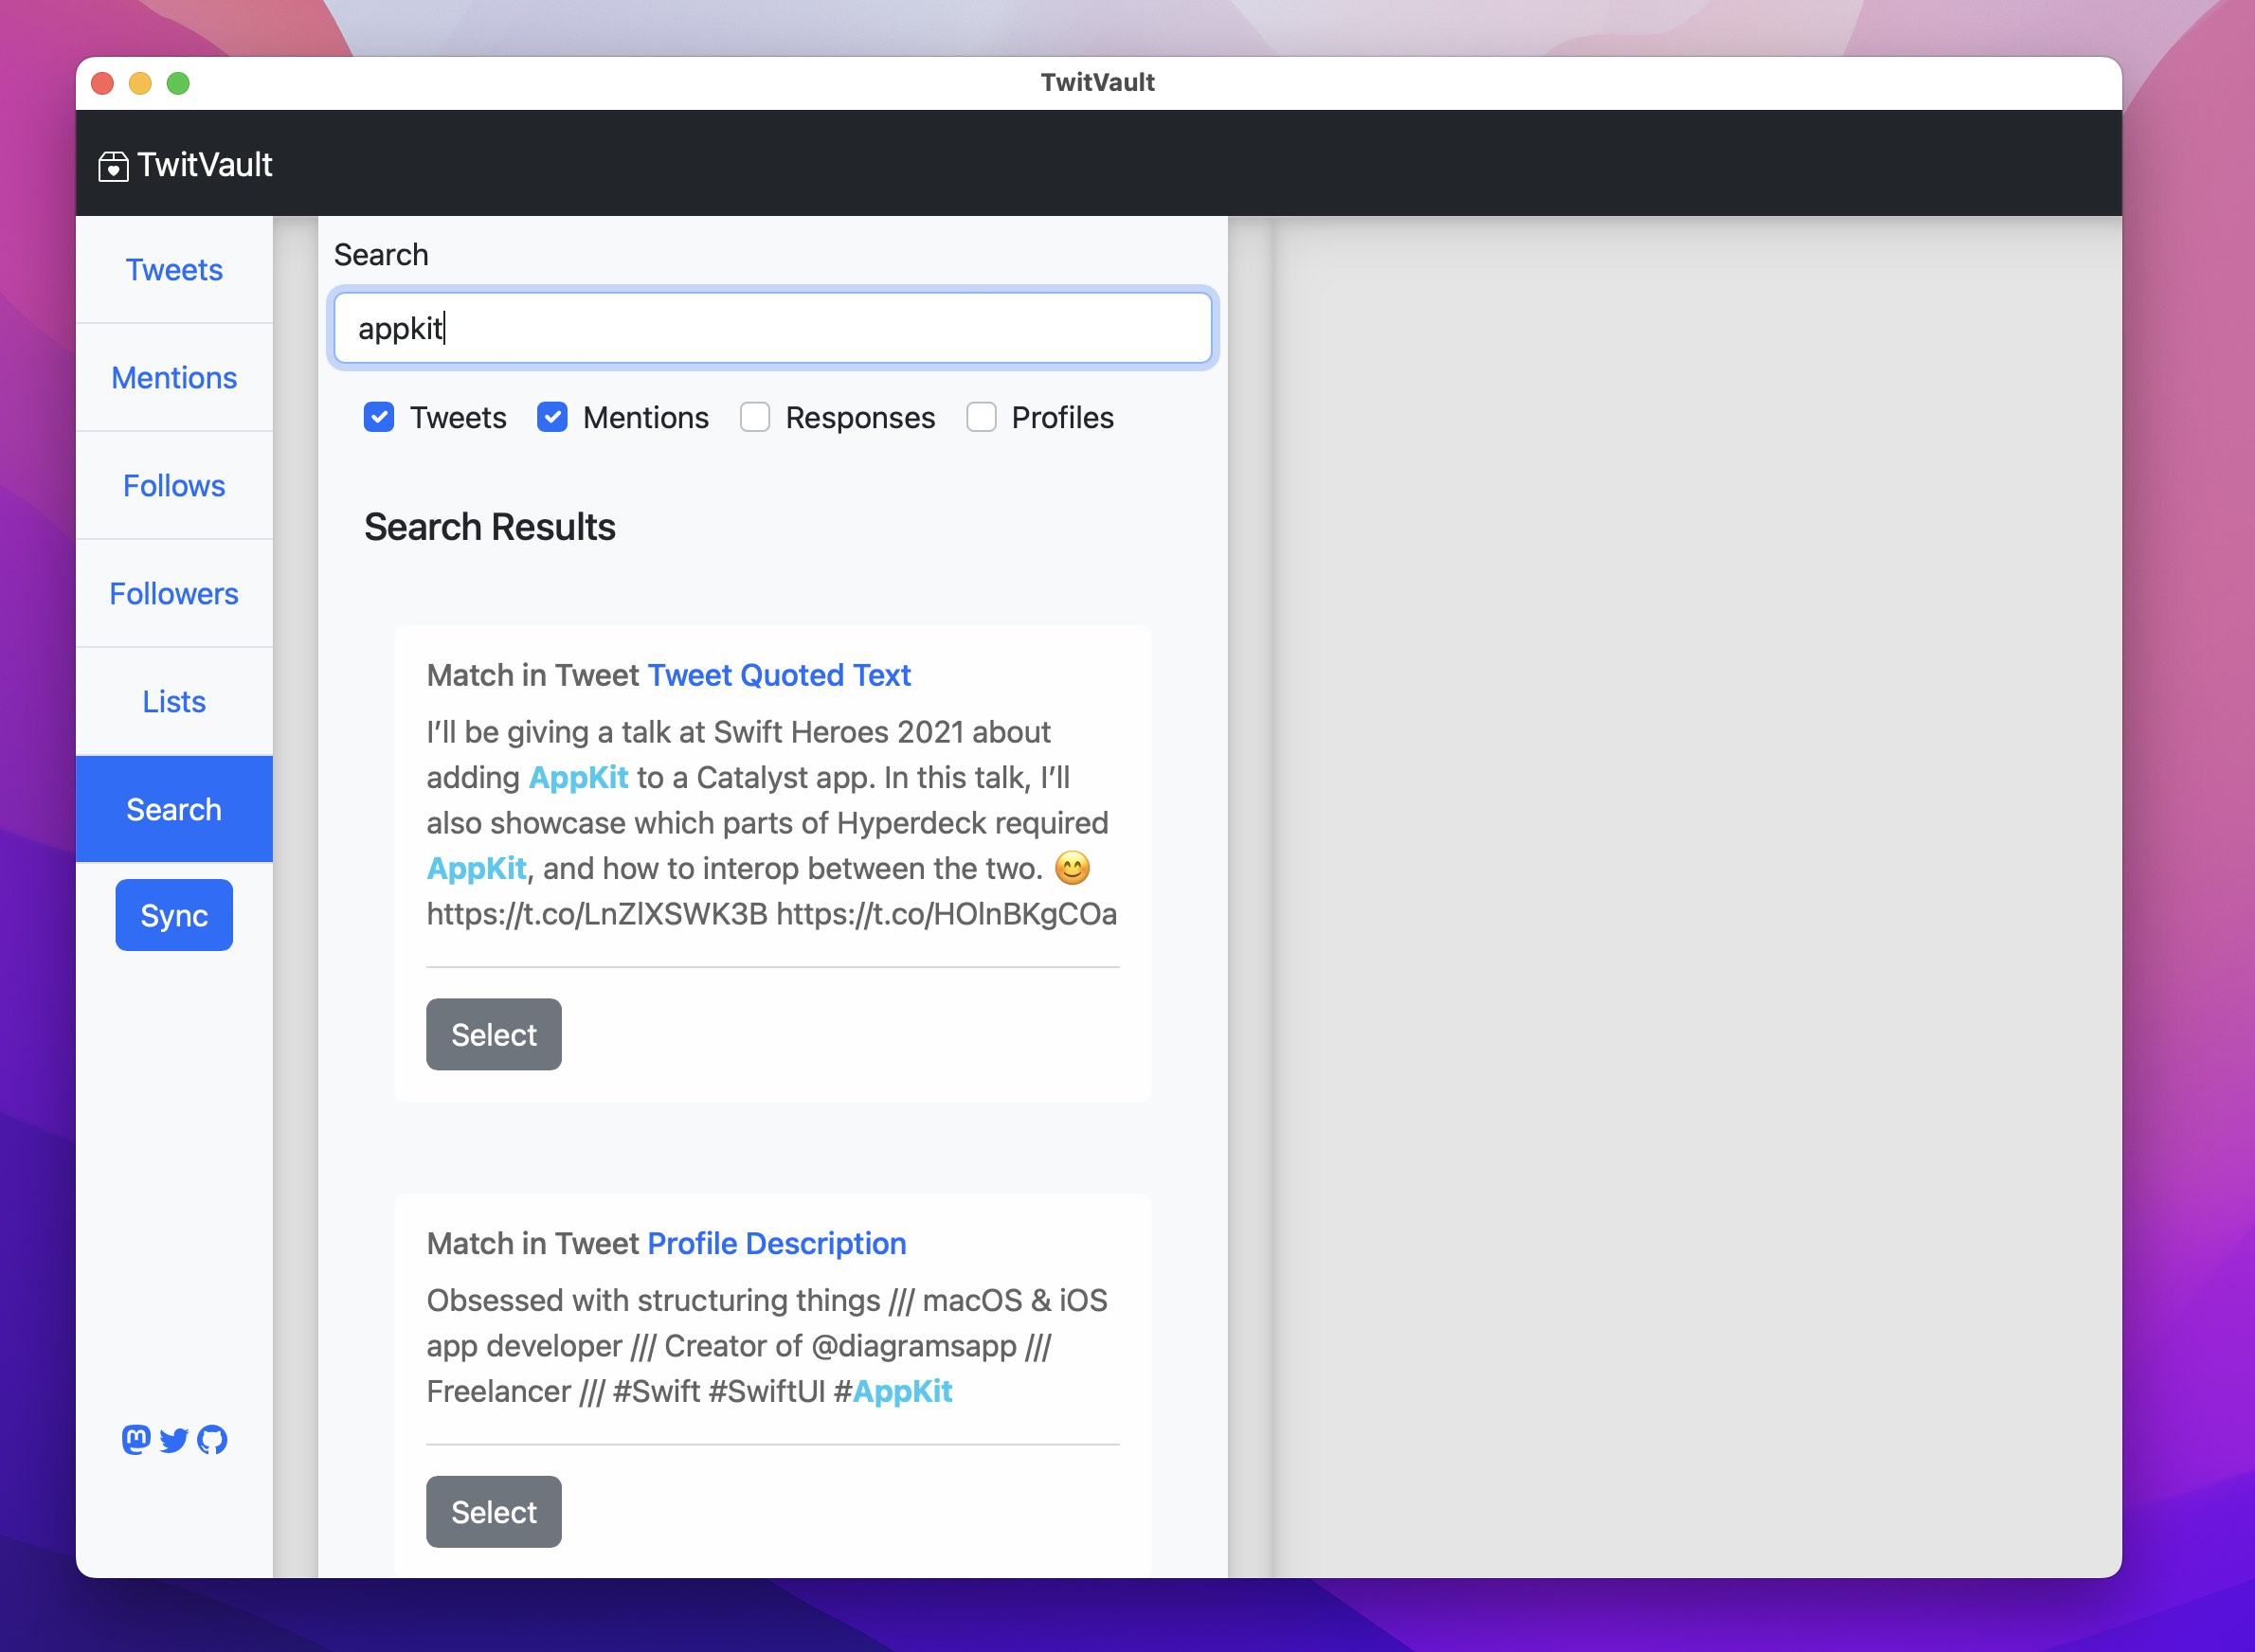 TwitVault
TwitVault
Tweets
Mentions
Follows
Followers
Lists
Search
Sync
Search
appkit
Tweets Mentions Responses Profiles
Search Results
Match in Tweet Tweet Quoted Text
I’ll be giving a talk at Swift Heroes 2021 about
adding AppKit to a Catalyst app. In this talk, I’ll
also showcase which parts of Hyperdeck required
AppKit, and how to interop between the two. 😊
https://t.co/LnZlXSWK3B https://t.co/HOlnBKgCOa
Select
Match in Tweet Profile Description
Obsessed with structuring things /// macOS & iOS
app developer /// Creator of @diagramsapp ///
Freelancer /// #Swift #SwiftUI #AppKit
Select